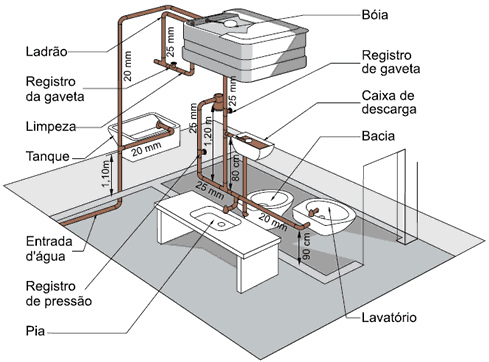 Ladrão
Registro
da gaveta
Limpeza
Tanque
Entrada
d'água
Registro
de pressão
Pia
Bóia
Registro
de gaveta
Caixa de
descarga
Bacia
Lavatório
25 mm
20 mm
20 mm
1,10m
25 mm
25 mm
1,20 m
80 cm
25 mm
20 mm
90 cm